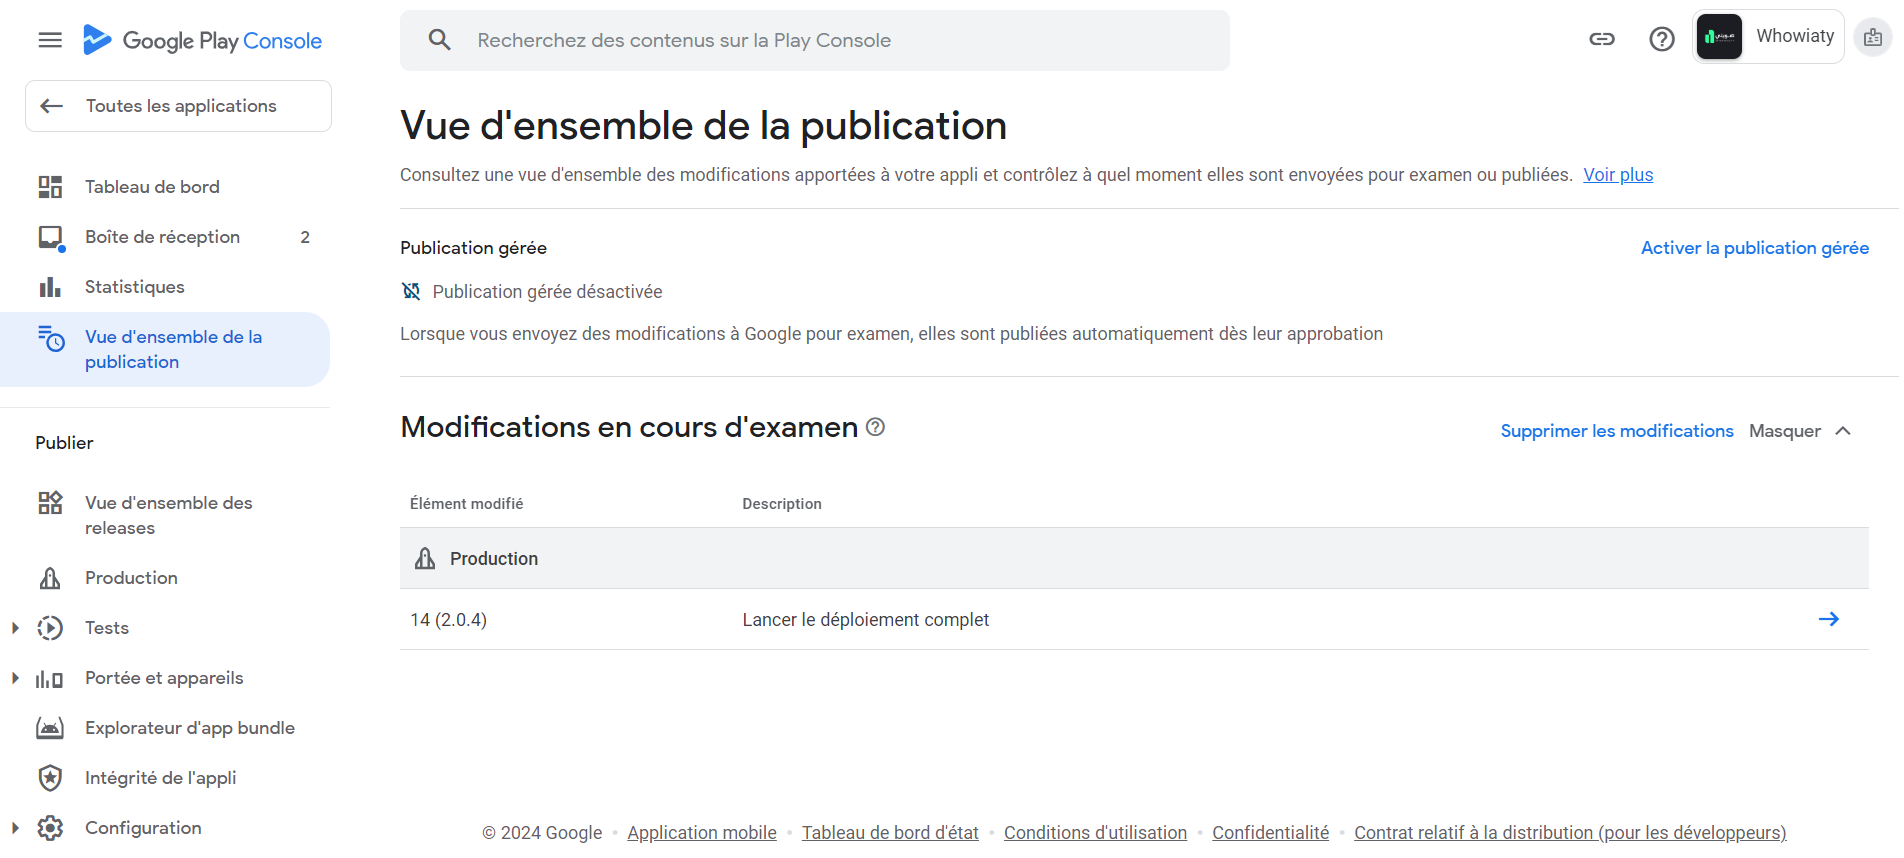 Google Play Console
Recherchez des contenus sur la Play Console
Whowiaty
Toutes les applications
Tableau de bord
Boîte de réception 2
Statistiques
Vue d'ensemble de la
publication
Publier
Vue d'ensemble des
releases
Production
Tests
Portée et appareils
Explorateur d'app bundle
Intégrité de l'appli
Configuration
Vue d'ensemble de la publication
Consultez une vue d'ensemble des modifications apportées à votre appli et contrôlez à quel moment elles sont envoyées pour examen ou publiées. Voir plus
Publication gérée Activer la publication gérée
Publication gérée désactivée
Lorsque vous envoyez des modifications à Google pour examen, elles sont publiées automatiquement dès leur approbation
Modifications en cours d'examen Supprimer les modifications Masquer
Élément modifié Description
Production
14 (2.0.4) Lancer le déploiement complet
© 2024 Google • Application mobile • Tableau de bord d'état • Conditions d'utilisation • Confidentialité • Contrat relatif à la distribution (pour les développeurs)